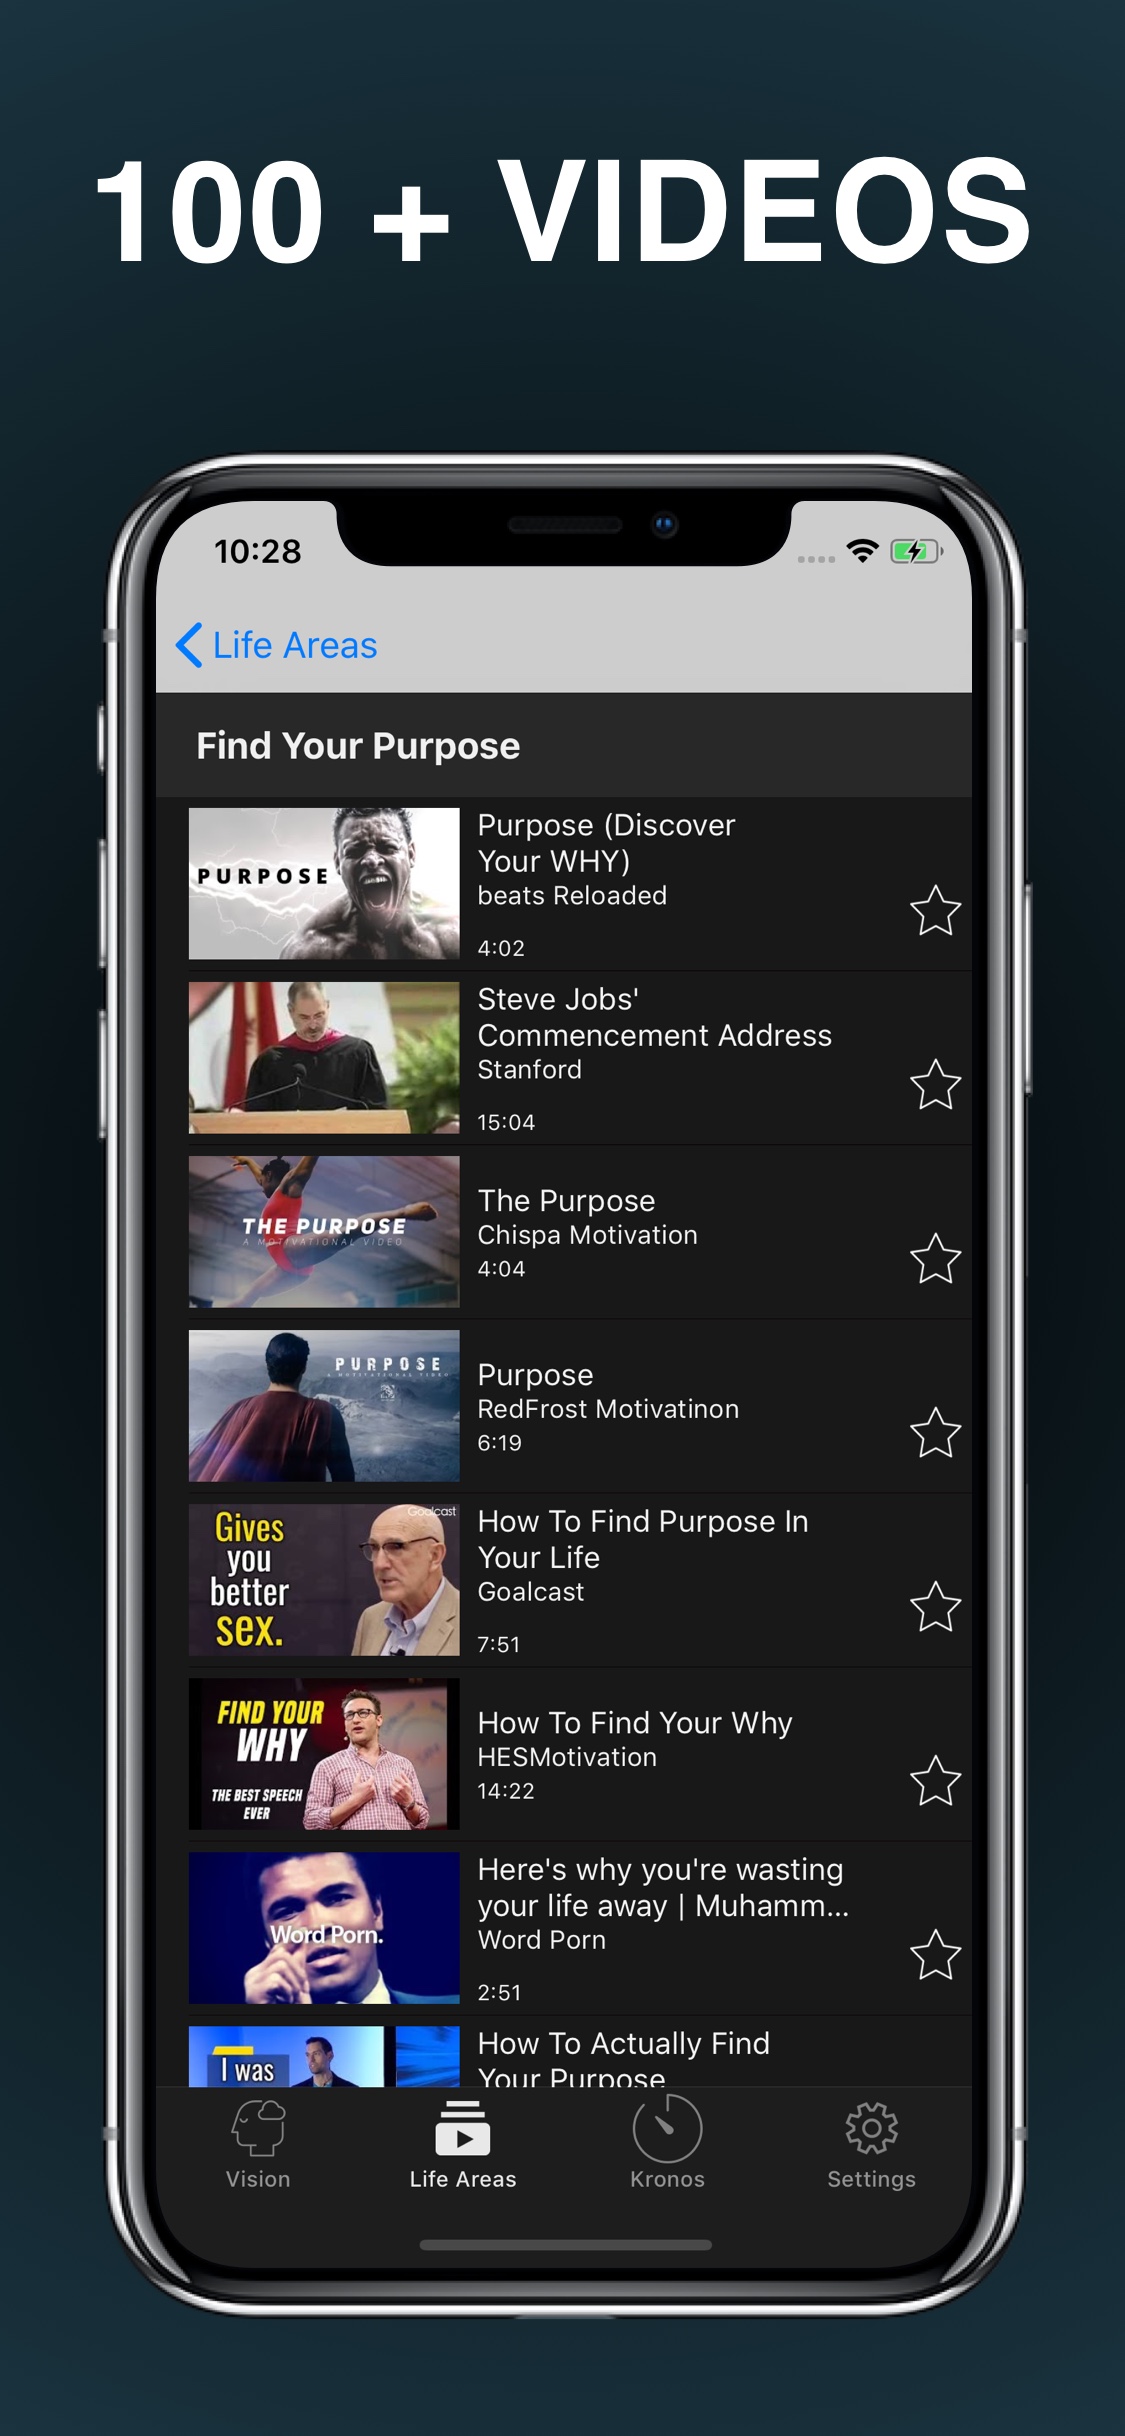 100 + VIDEOS
10:28
Life Areas
Find Your Purpose
PURPOSE
Purpose (Discover
Your WHY)
beats Reloaded
4:02
Steve Jobs'
Commencement Address
Stanford
15:04
THE PURPOSE
A MOTIVATIONAL VIDEO
The Purpose
Chispa Motivation
4:04
PURPOSE
A MOTIVATIONAL VIDEO
Purpose
RedFrost Motivatinon
6:19
Goalcast
Gives
you
better
sex.
How To Find Purpose In
Your Life
Goalcast
7:51
FIND YOUR
WHY
THE BEST SPEECH
EVER
How To Find Your Why
HESMotivation
14:22
Word Porn.
Here's why you're wasting
your life away | Muhamm...
Word Porn
2:51
I was
How To Actually Find
Your Purpose
Vision
Life Areas
Kronos
Settings